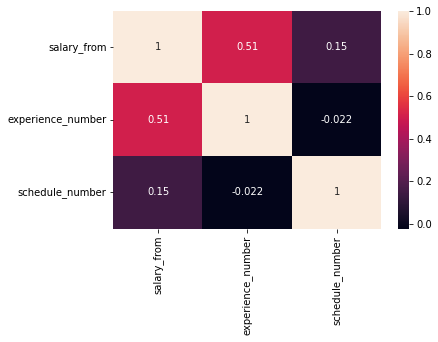 salary_from 1 0.51 0.15
experience_number 0.51 1 -0.022
schedule_number 0.15 -0.022 1
salary_from
experience_number
schedule_number
1.0
0.8
0.6
0.4
0.2
0.0